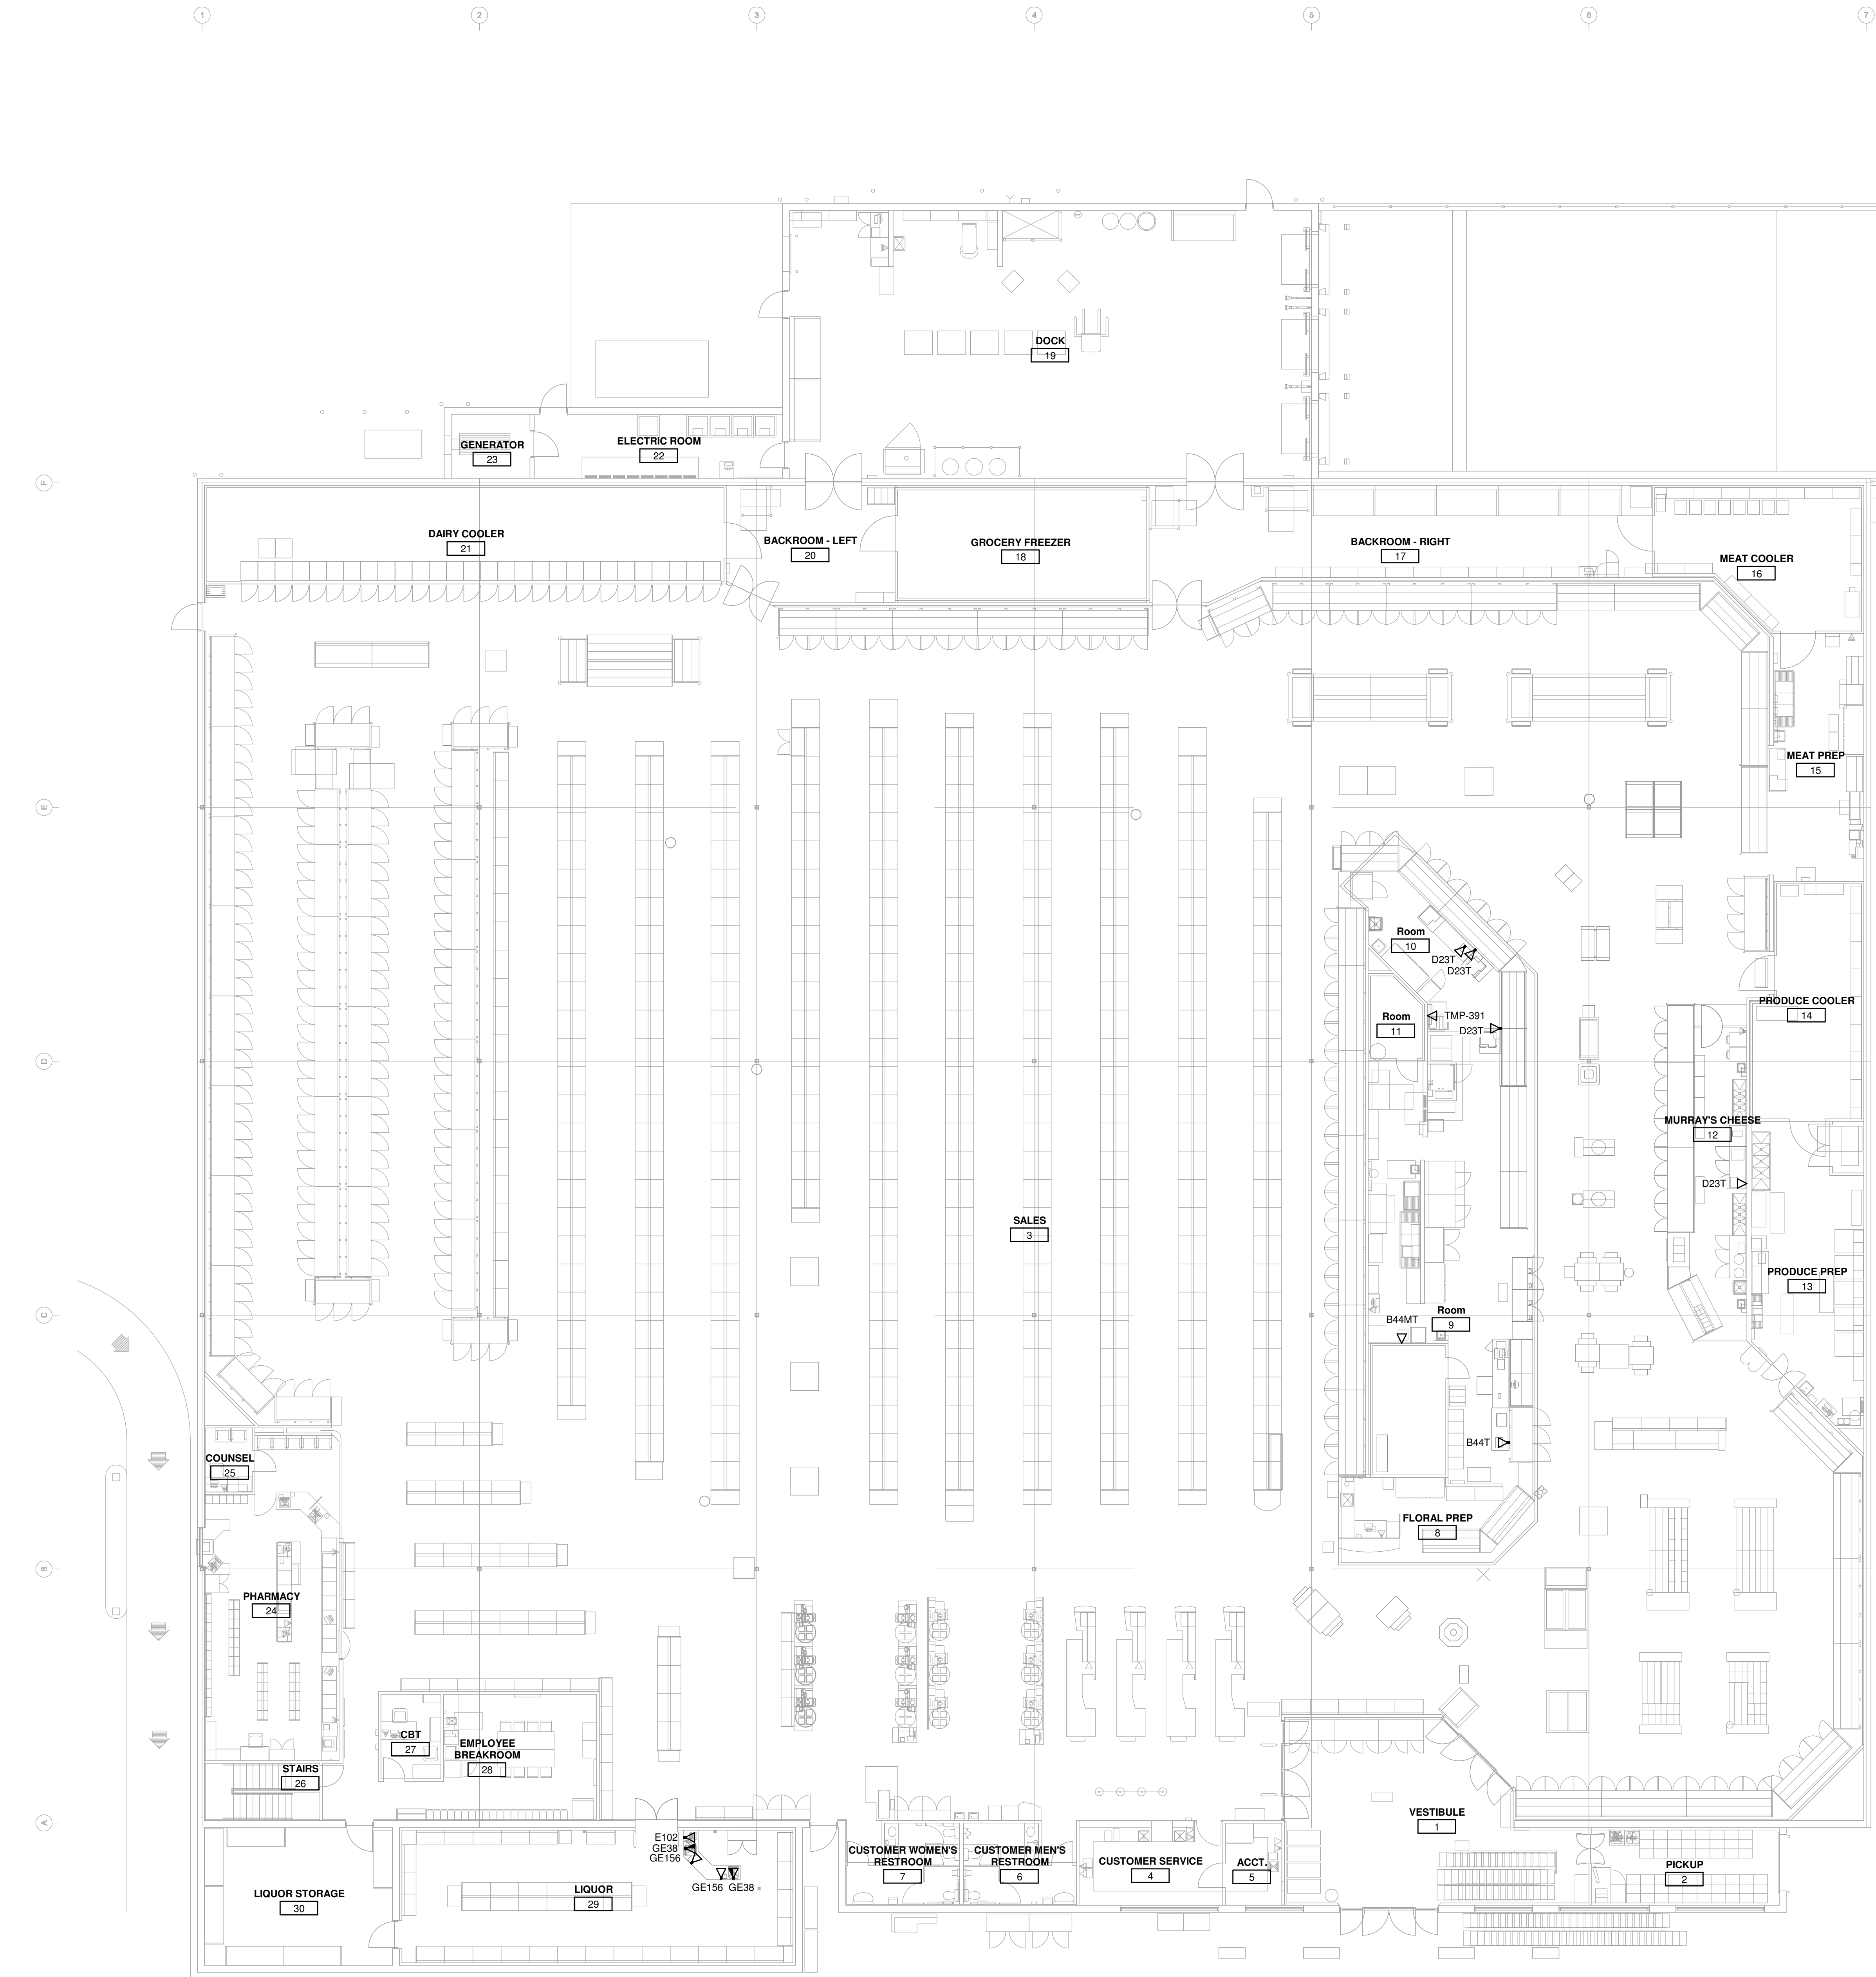 1 2 3 4 5 6 7
DOCK
19
GENERATOR
23
ELECTRIC ROOM
22
F
DAIRY COOLER
21
BACKROOM - LEFT
20
GROCERY FREEZER
18
BACKROOM - RIGHT
17
MEAT COOLER
16
MEAT PREP
15
E
Room
10
D23T
D23T
Room
11
TMP-391
D23T
PRODUCE COOLER
14
D
MURRAY'S CHEESE
12
D23T
SALES
3
PRODUCE PREP
13
C
Room
9
B44MT
B44T
COUNSEL
25
FLORAL PREP
8
B
PHARMACY
24
CBT
27
EMPLOYEE
BREAKROOM
28
STAIRS
26
A
VESTIBULE
1
E102
GE38
GE156
GE156 GE38
CUSTOMER WOMEN'S
RESTROOM
7
CUSTOMER MEN'S
RESTROOM
6
CUSTOMER SERVICE
4
ACCT.
5
PICKUP
2
LIQUOR STORAGE
30
LIQUOR
29